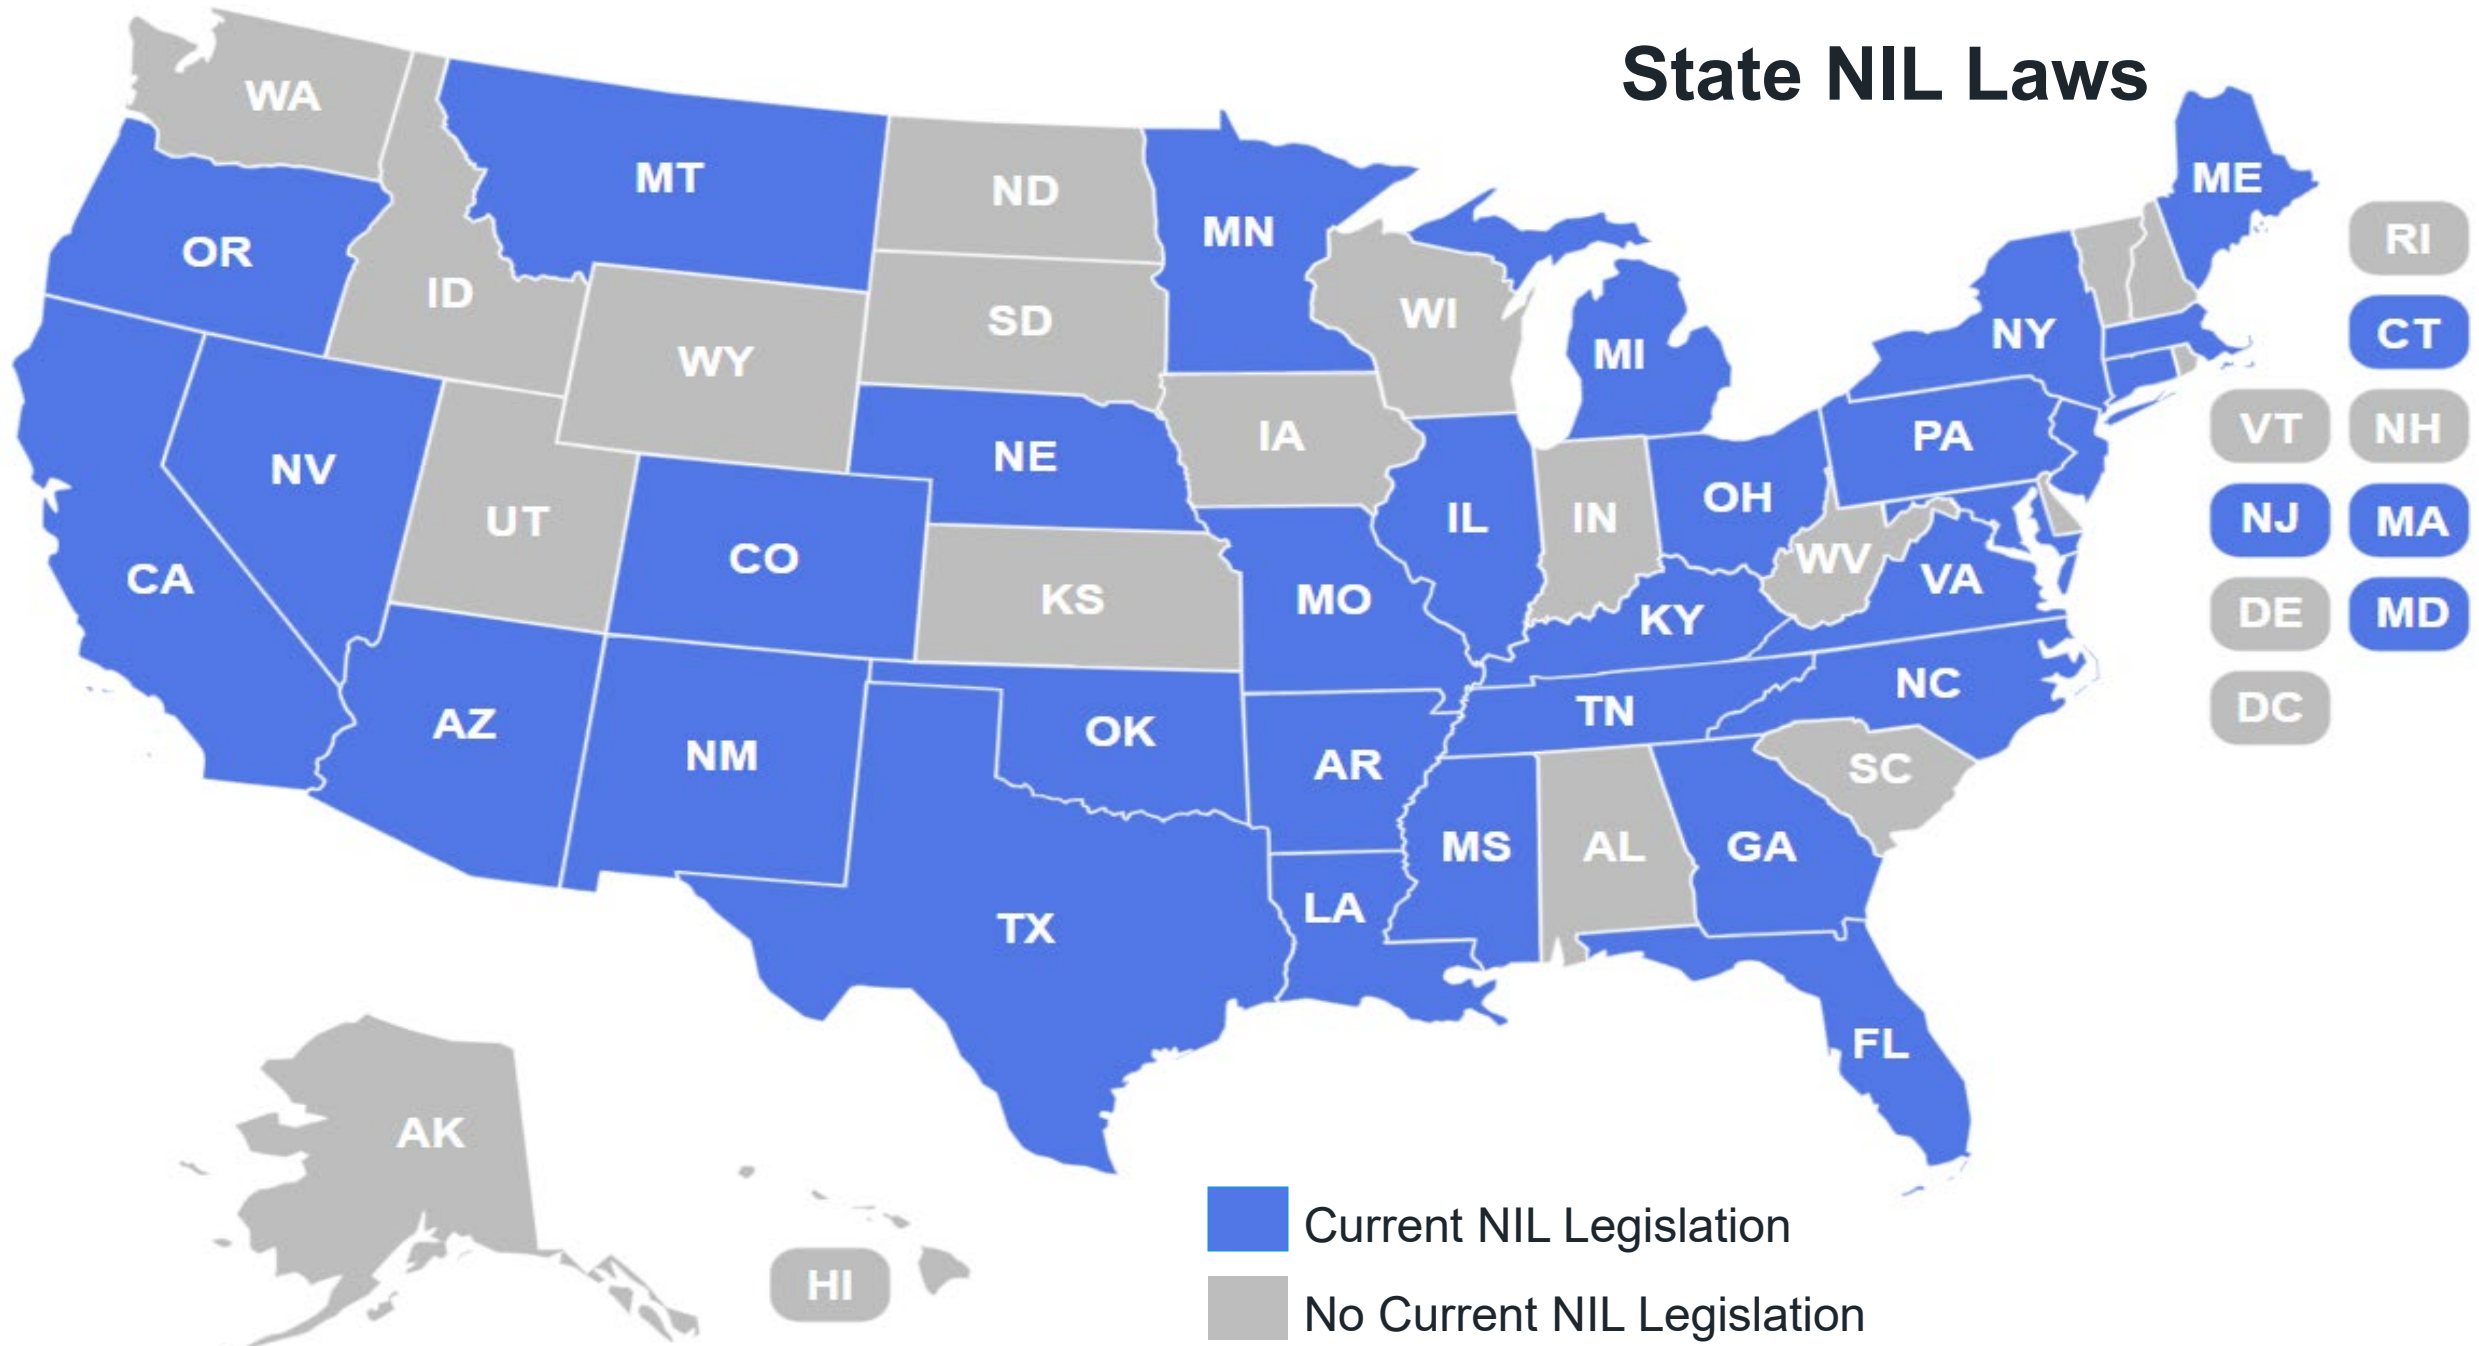 State NIL Laws
WA
MT
ND
MN
ME
OR
ID
SD
WI
RI
WY
MI
NY
CT
NE
IA
PA
VT
NH
NV
UT
CO
IL
IN
OH
NJ
MA
CA
KS
MO
WV
VA
KY
DE
MD
AZ
NM
OK
AR
TN
NC
DC
SC
MS
AL
GA
TX
LA
FL
AK
HI
Current NIL Legislation
No Current NIL Legislation